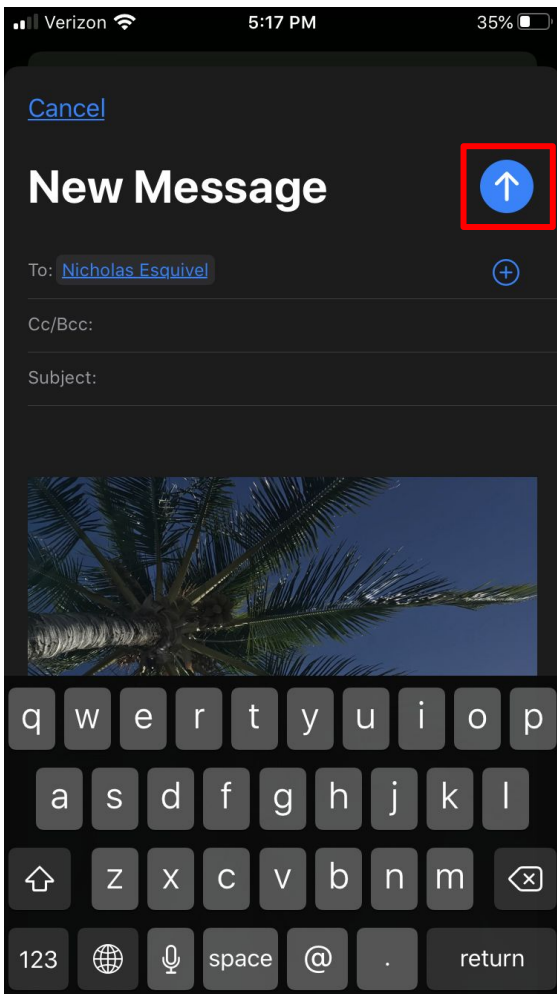 Verizon 5:17 PM 35%
Cancel
New Message
To: Nicholas Esquivel
Cc/Bcc:
Subject:
q w e r t y u i o p
a s d f g h j k l
z x c v b n m
123 space @ . return